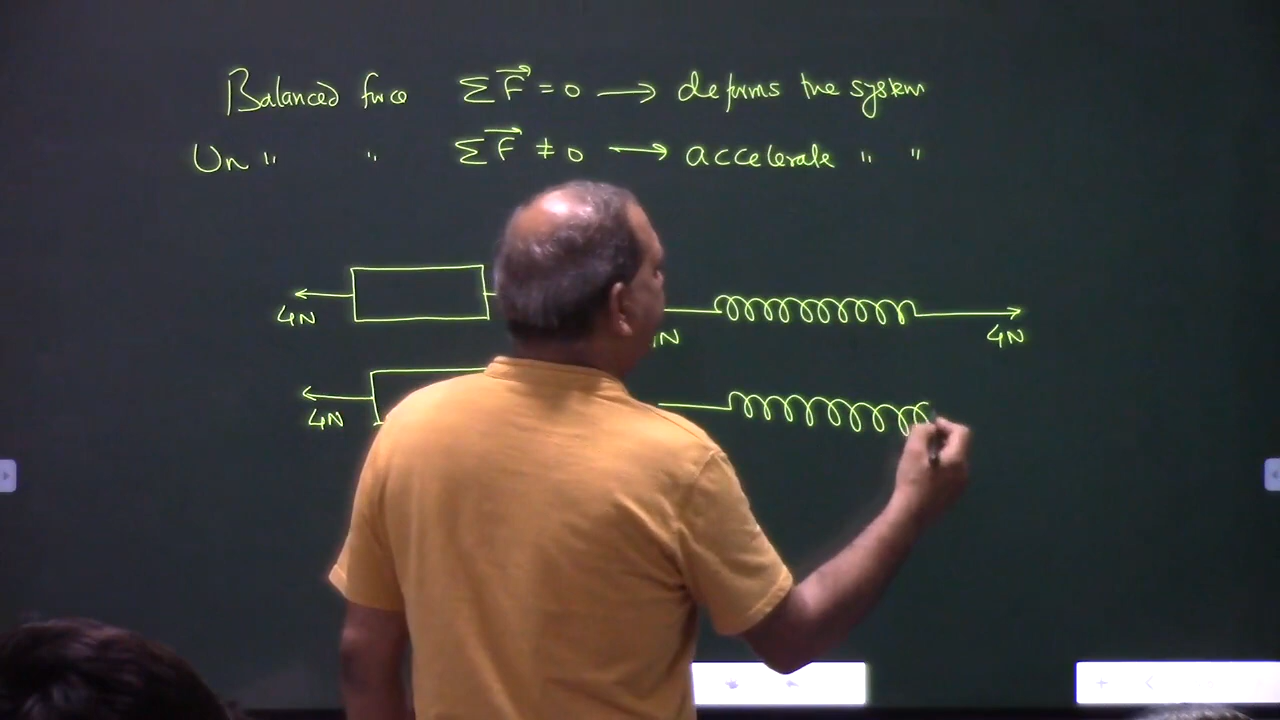 Balanced force ΣF⃗ = 0 → deforms the system
Un " " ΣF⃗ ≠ 0 → accelerate " "
4N 4N
4N